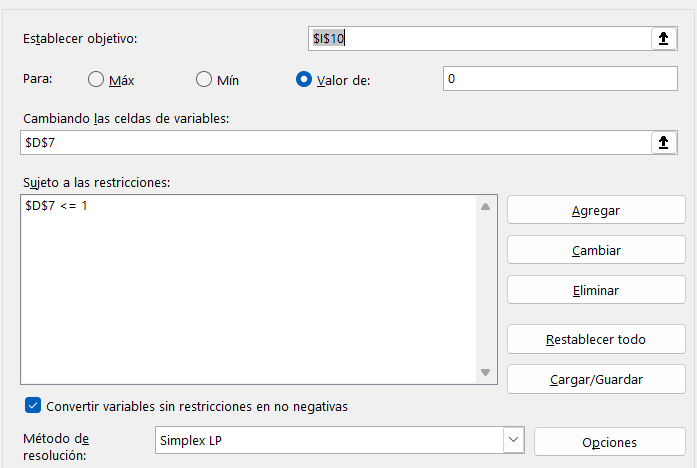 Establecer objetivo: $I$10
Para: Máx Mín Valor de: 0
Cambiando las celdas de variables:
$D$7
Sujeto a las restricciones:
$D$7 <= 1
Agregar
Cambiar
Eliminar
Restablecer todo
Cargar/Guardar
Convertir variables sin restricciones en no negativas
Método de
resolución:
Simplex LP
Opciones